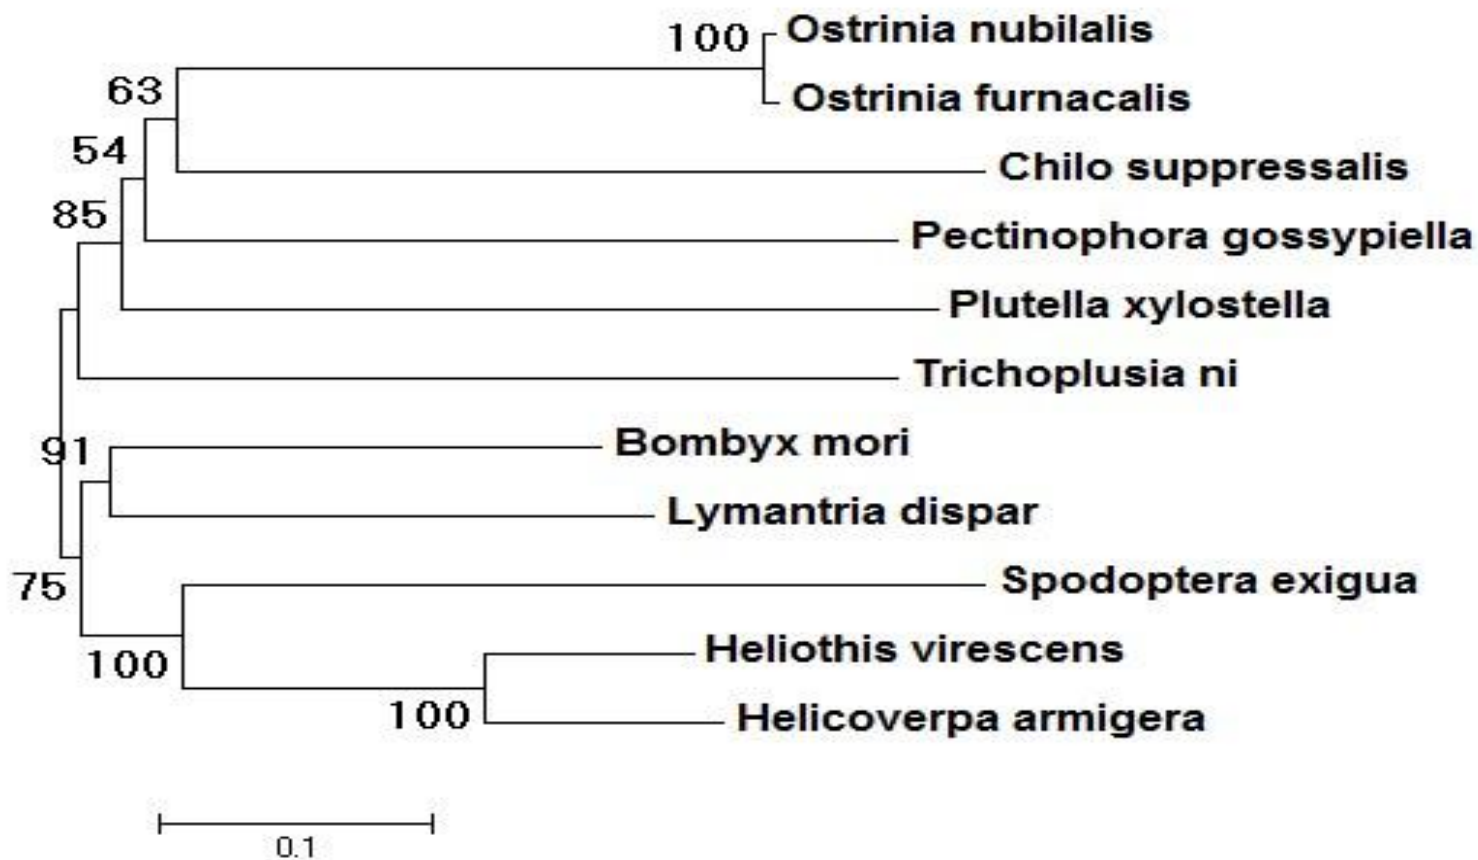 100 Ostrinia nubilalis
63
Ostrinia furnacalis
54
Chilo suppressalis
85
Pectinophora gossypiella
Plutella xylostella
Trichoplusia ni
91
Bombyx mori
Lymantria dispar
75
Spodoptera exigua
100
Heliothis virescens
100
Helicoverpa armigera
0.1